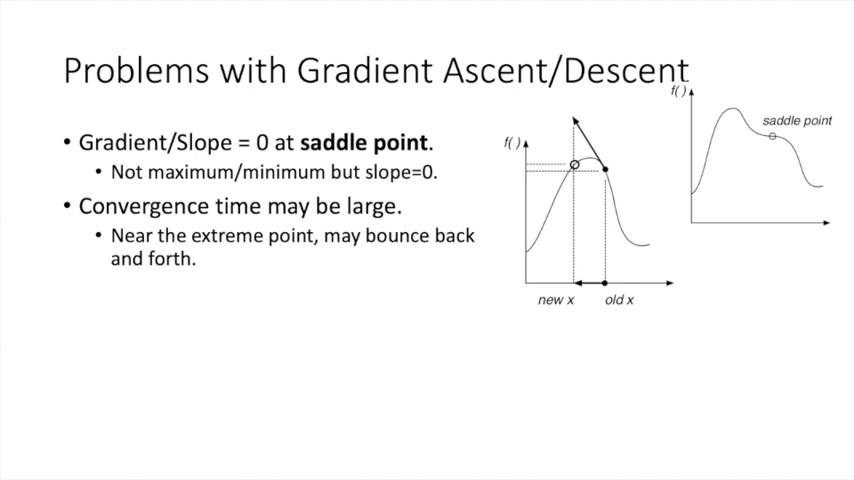 Problems with Gradient Ascent/Descent
• Gradient/Slope = 0 at saddle point.
• Not maximum/minimum but slope=0.
• Convergence time may be large.
• Near the extreme point, may bounce back
and forth.
f( )
new x
old x
f( )
saddle point